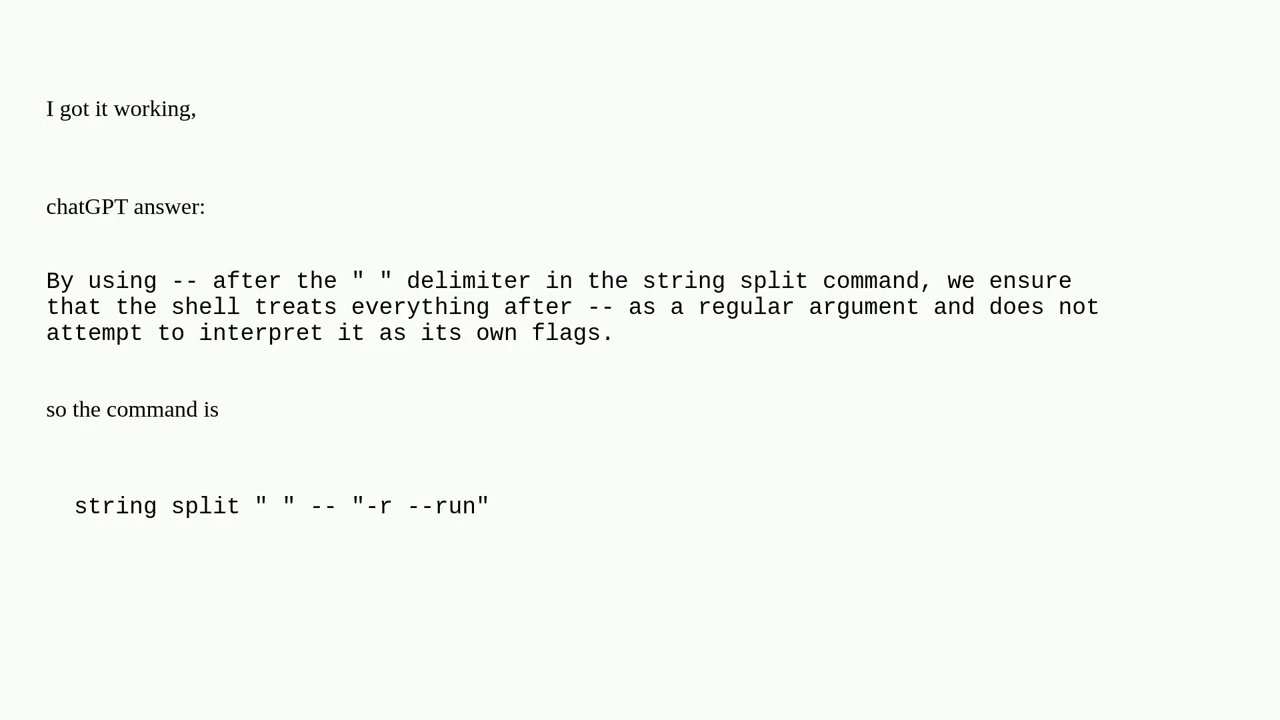 I got it working,
chatGPT answer:
By using -- after the " " delimiter in the string split command, we ensure
that the shell treats everything after -- as a regular argument and does not
attempt to interpret it as its own flags.
so the command is
string split " " -- "-r --run"